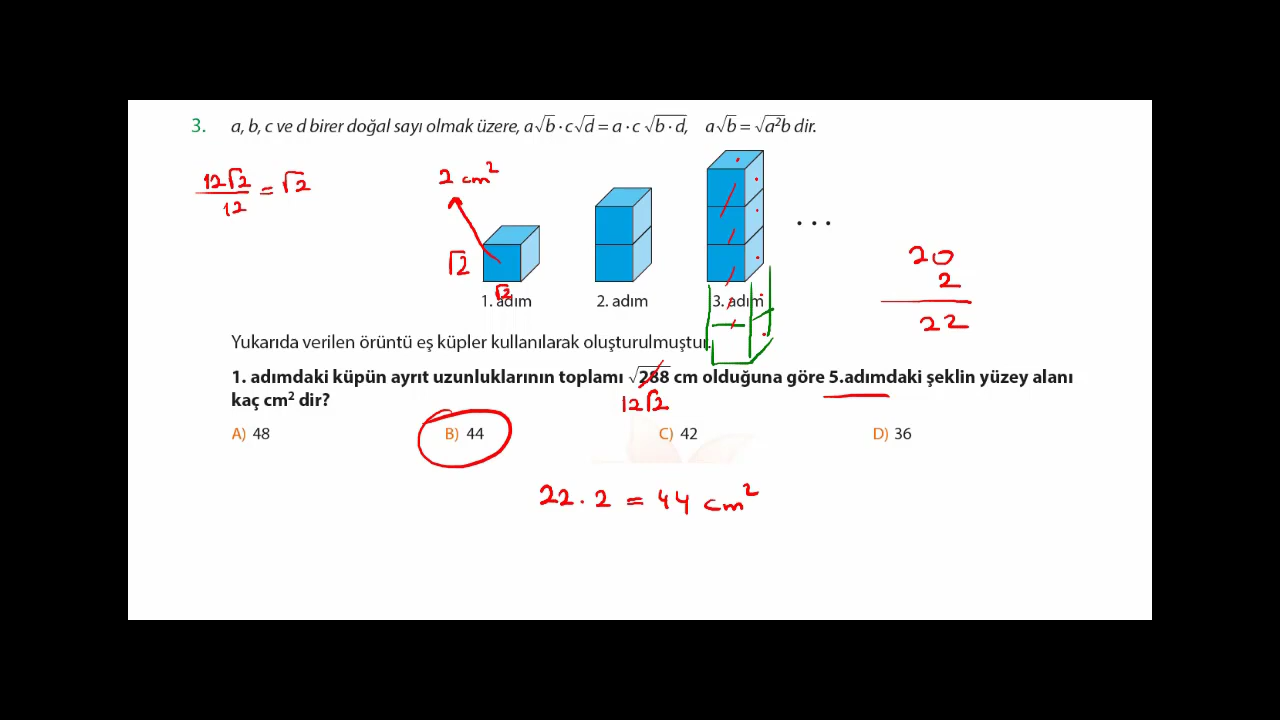 3. a, b, c ve d birer doğal sayı olmak üzere, a√b · c√d = a · c √b · d, a√b = √a²b dir.
12√2 / 12 = √2
2 cm²
√2
√2
1. adım 2. adım 3. adım
. . .
20
2
22
Yukarıda verilen örüntü eş küpler kullanılarak oluşturulmuştur.
1. adımdaki küpün ayrıt uzunluklarının toplamı √288 cm olduğuna göre 5.adımdaki şeklin yüzey alanı
kaç cm² dir?
12√2
A) 48 B) 44 C) 42 D) 36
22 . 2 = 44 cm²